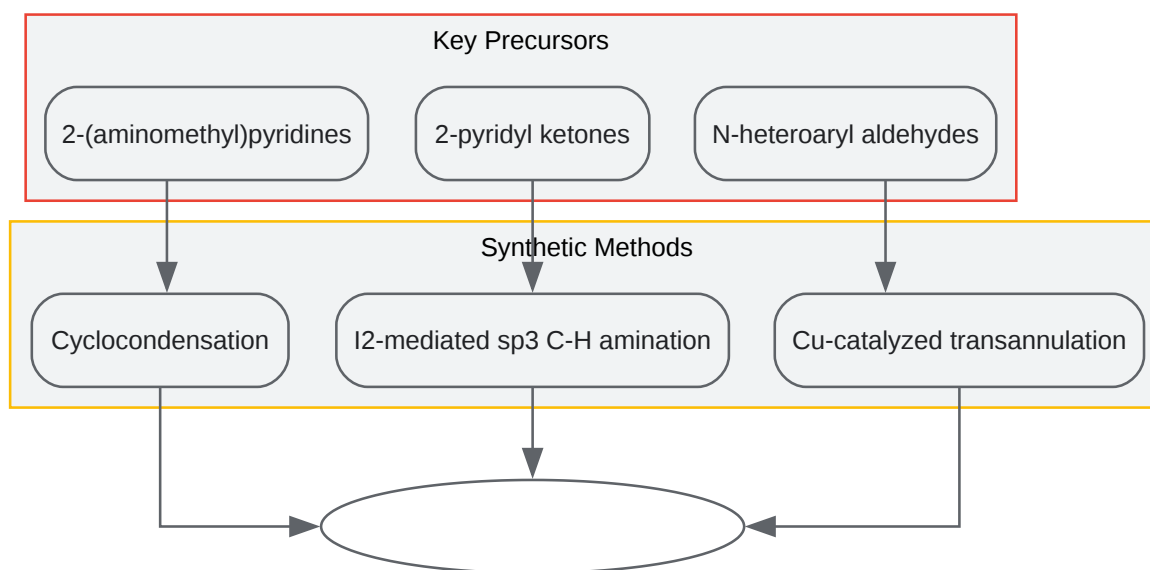 Key Precursors
2-(aminomethyl)pyridines
2-pyridyl ketones
N-heteroaryl aldehydes
Synthetic Methods
Cyclocondensation
I2-mediated sp3 C-H amination
Cu-catalyzed transannulation